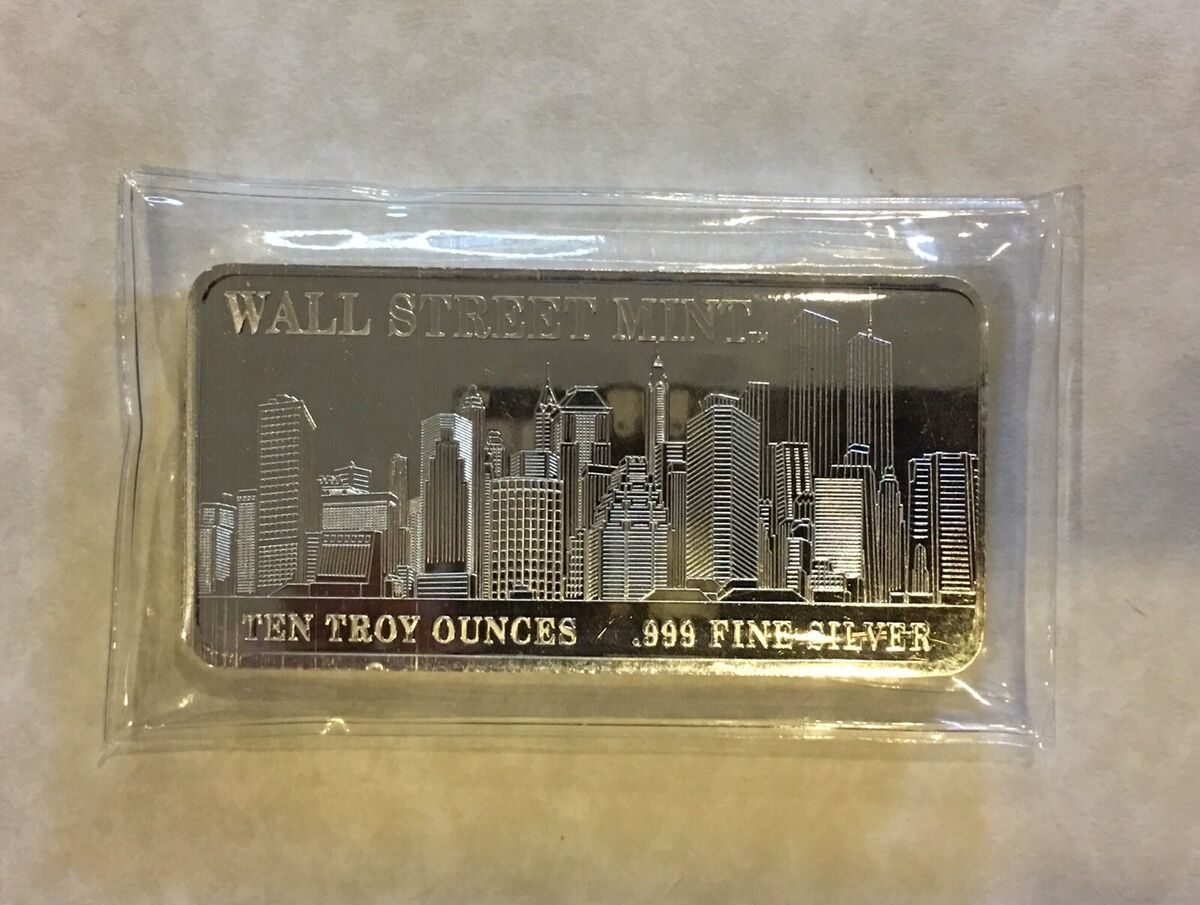 WALL STREET MINT™
TEN TROY OUNCES / .999 FINE SILVER